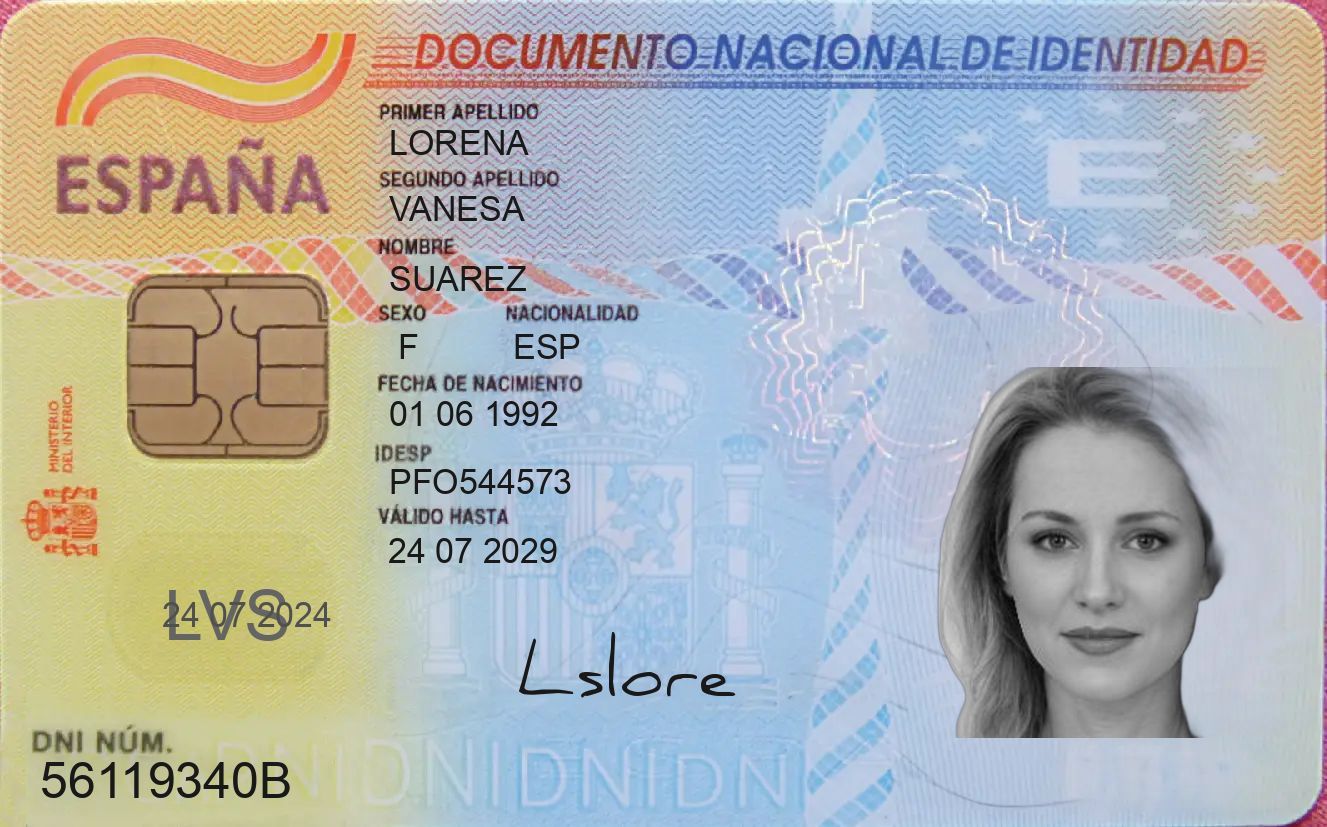 DOCUMENTO NACIONAL DE IDENTIDAD
ESPAÑA
PRIMER APELLIDO
LORENA
SEGUNDO APELLIDO
VANESA
NOMBRE
SUAREZ
SEXO NACIONALIDAD
F ESP
FECHA DE NACIMIENTO
01 06 1992
IDESP
PFO544573
VÁLIDO HASTA
24 07 2029
MINISTERIO
DEL INTERIOR
E
24 07 2024
LVS
Lslore
DNI NÚM.
56119340B
DNIDNIDNIDNI